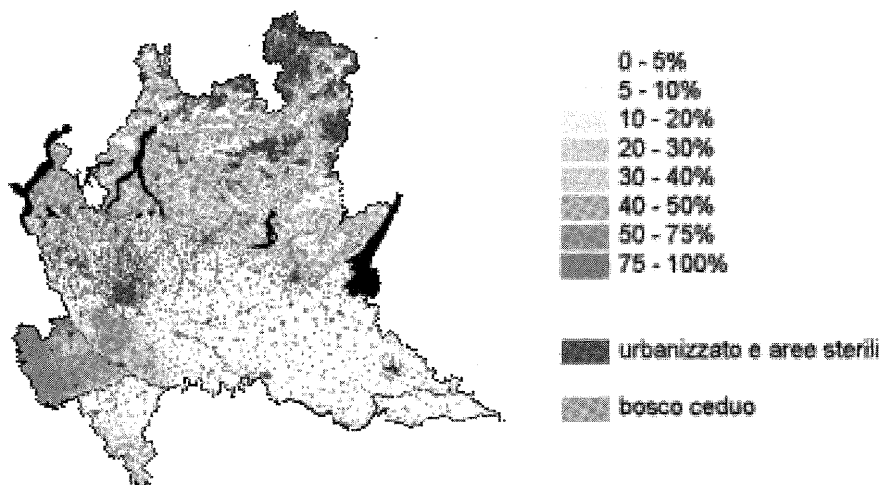 0 - 5%
5 - 10%
10 - 20%
20 - 30%
30 - 40%
40 - 50%
50 - 75%
75 - 100%
urbanizzato e aree sterili
bosco ceduo